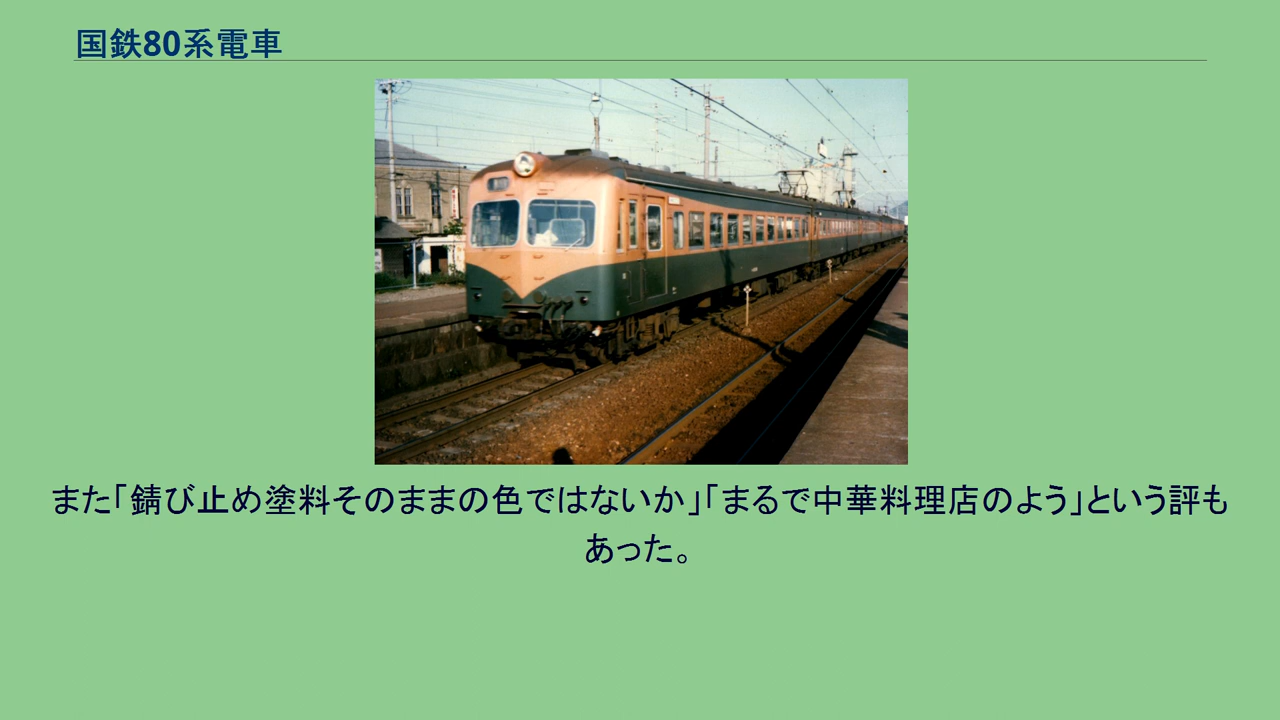 国鉄80系電車
また「錆び止め塗料そのままの色ではないか」「まるで中華料理店のよう」という評も
あった。